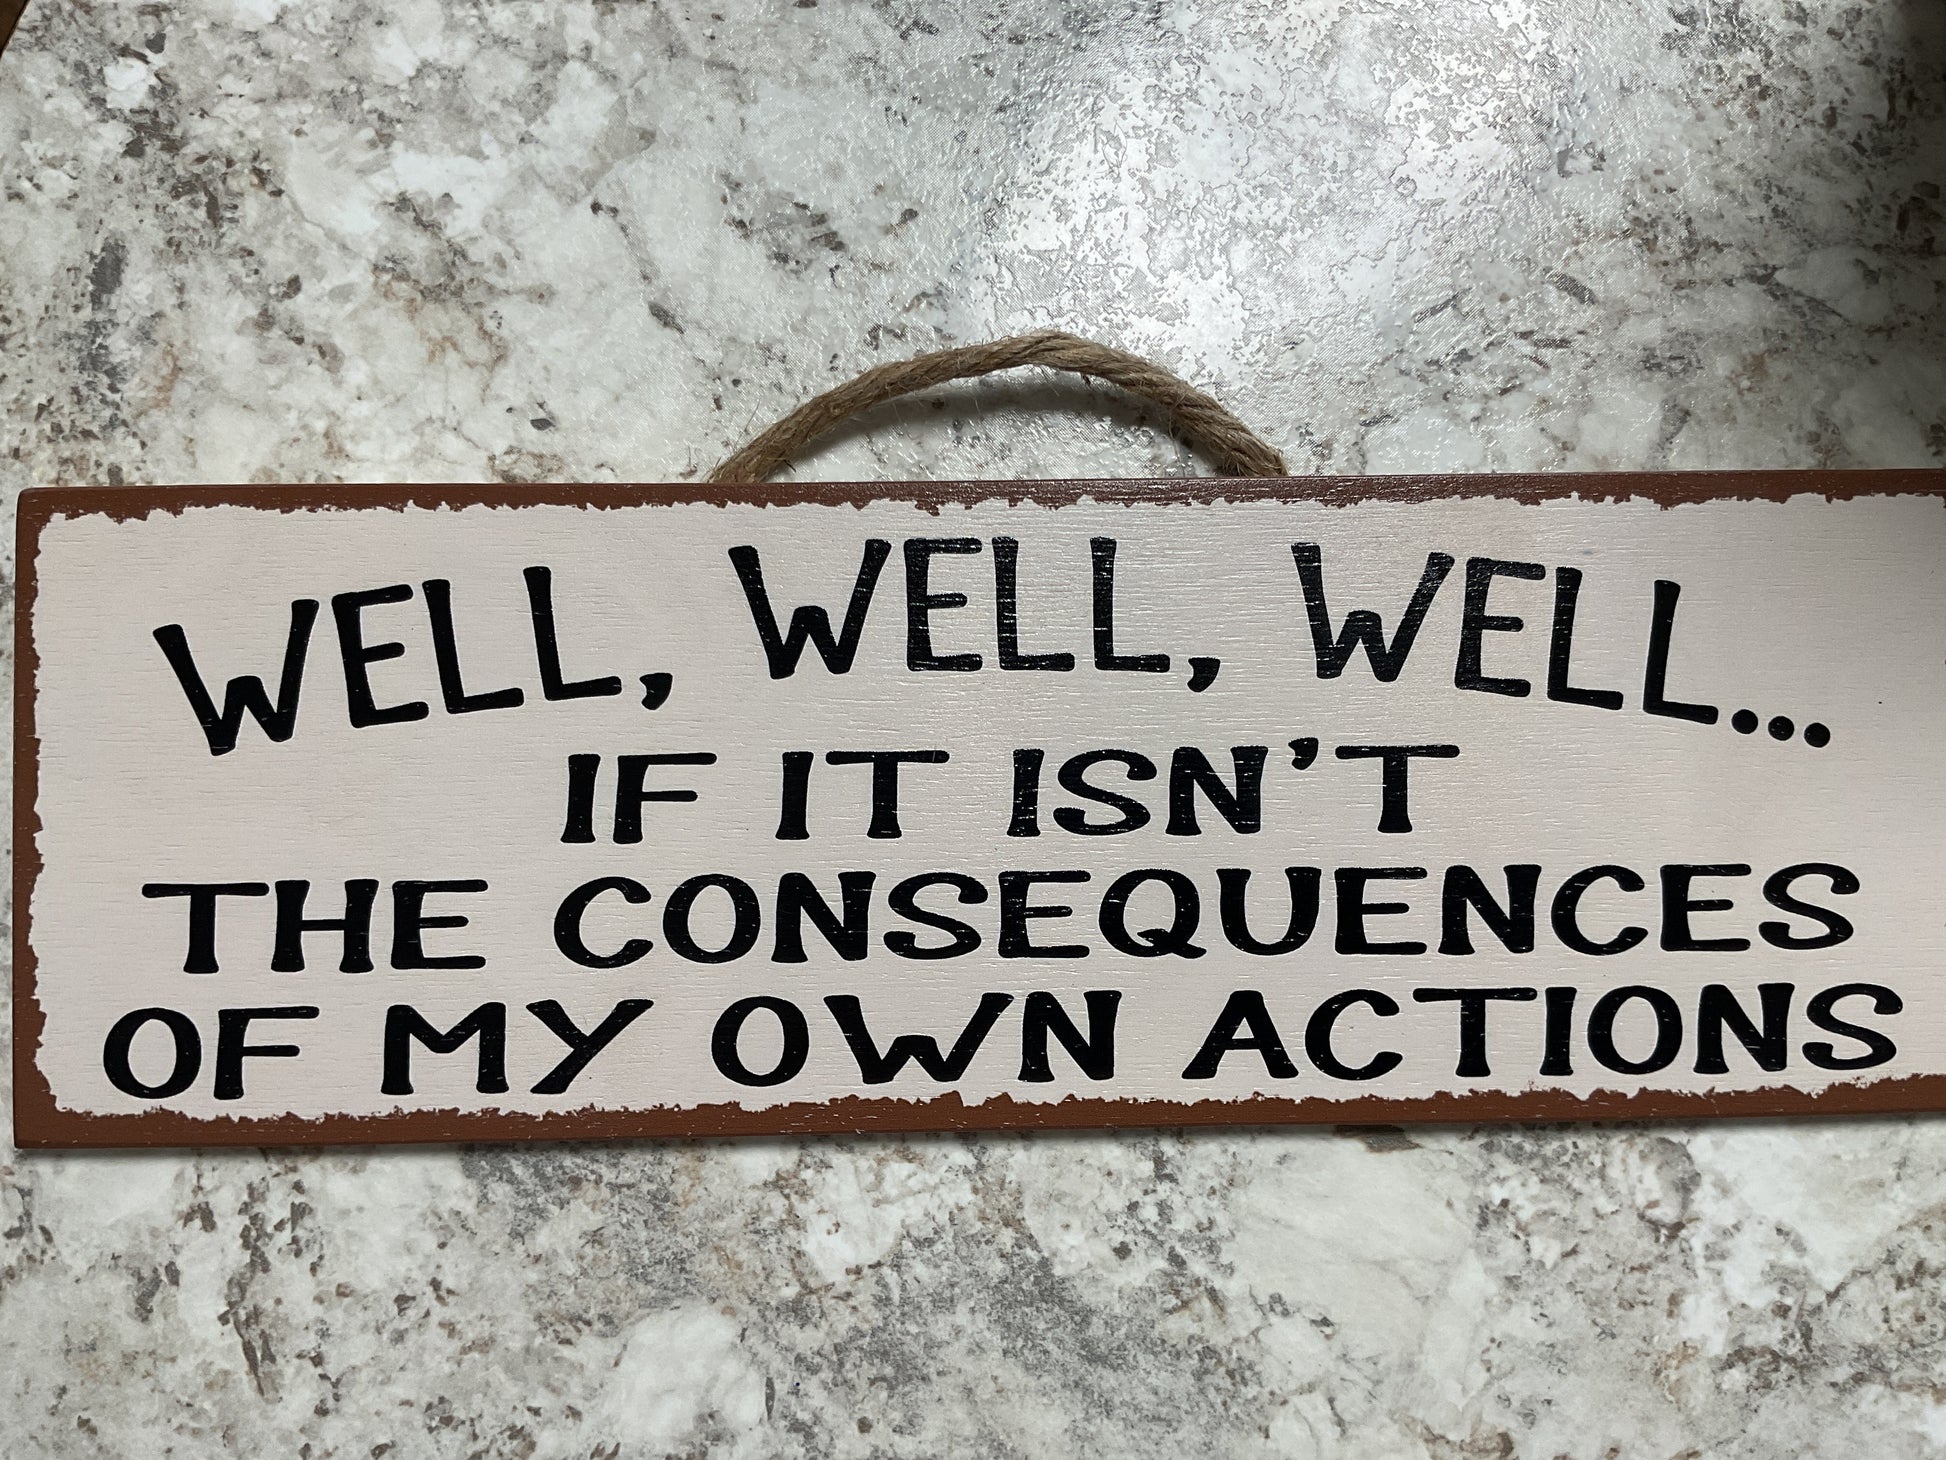 WELL, WELL, WELL...
IF IT ISN'T
THE CONSEQUENCES
OF MY OWN ACTIONS